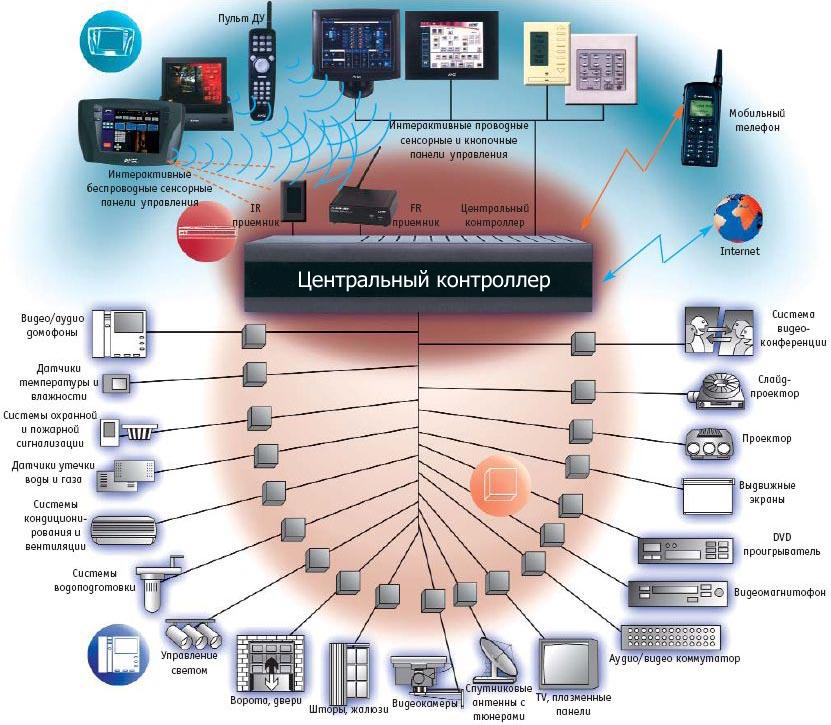 Пульт ДУ
Мобильный
телефон
Интерактивные проводные
сенсорные и кнопочные
панели управления
Интерактивные
беспроводные сенсорные
панели управления
IR
приемник
FR
приемник
Центральный
контроллер
Internet
Центральный контроллер
Видео/аудио
домофоны
Датчики
температуры и
влажности
Системы охранной
и пожарной
сигнализации
Датчики утечки
воды и газа
Системы
кондициони-
рования и
вентиляции
Системы
водоподготовки
Управление
светом
Ворота, двери
Шторы, жалюзи
Видеокамеры
Спутниковые
антенны с
тюнерами
TV, плазменные
панели
Аудио/видео коммутатор
Видеомагнитофон
DVD
проигрыватель
Выдвижные
экраны
Проектор
Слайд-
проектор
Система
видео-
конференции